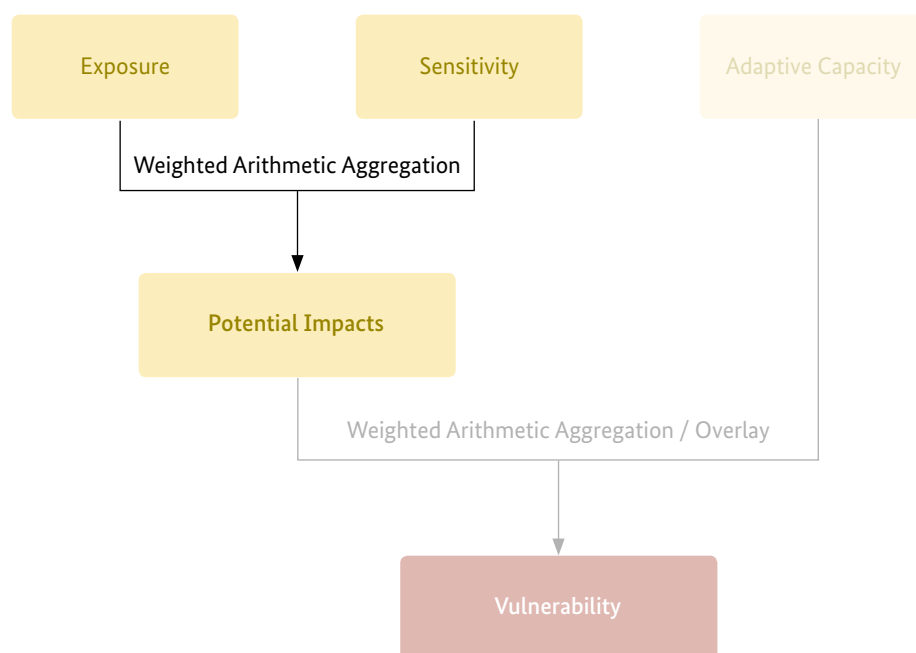 Exposure
Sensitivity
Adaptive Capacity
Weighted Arithmetic Aggregation
Potential Impacts
Weighted Arithmetic Aggregation / Overlay
Vulnerability